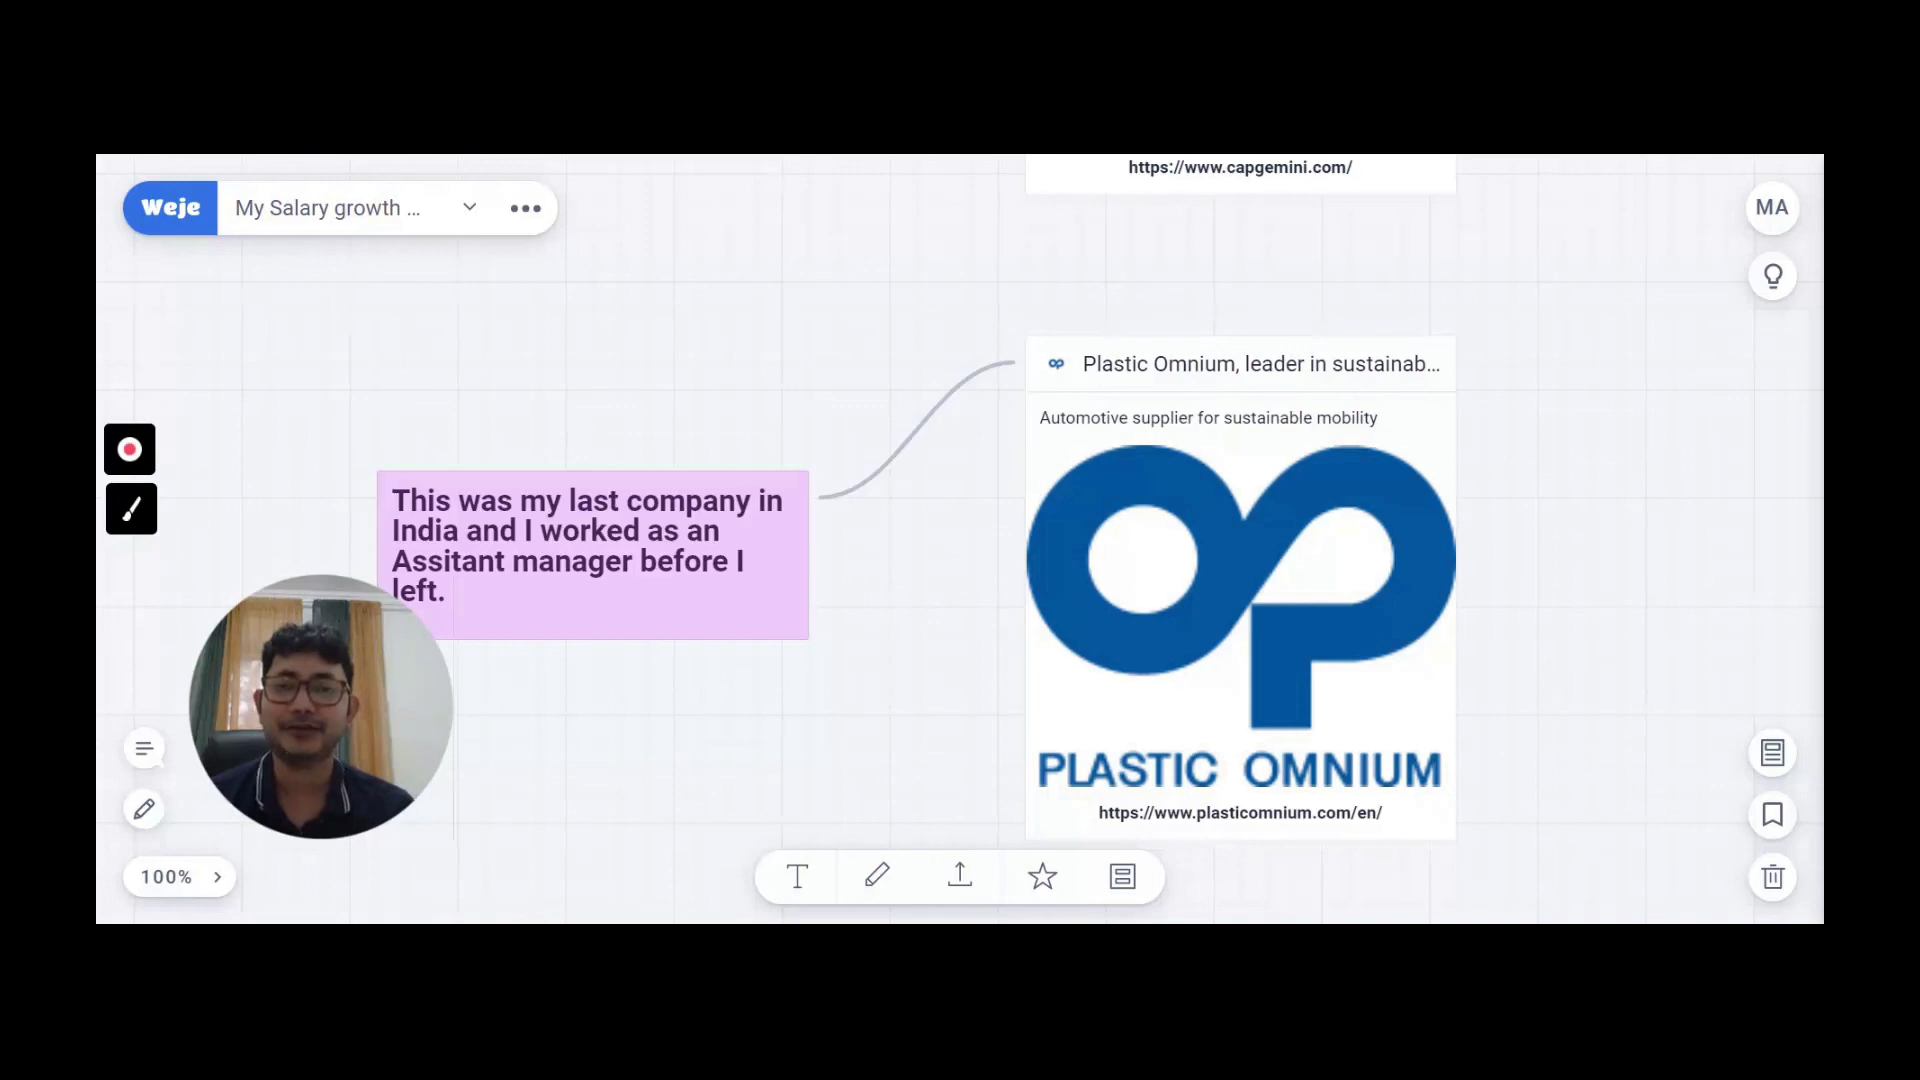 https://www.capgemini.com/
Weje
My Salary growth ...
MA
Plastic Omnium, leader in sustainab...
Automotive supplier for sustainable mobility
This was my last company in
India and I worked as an
Assitant manager before I
left.
PLASTIC OMNIUM
https://www.plasticomnium.com/en/
100%